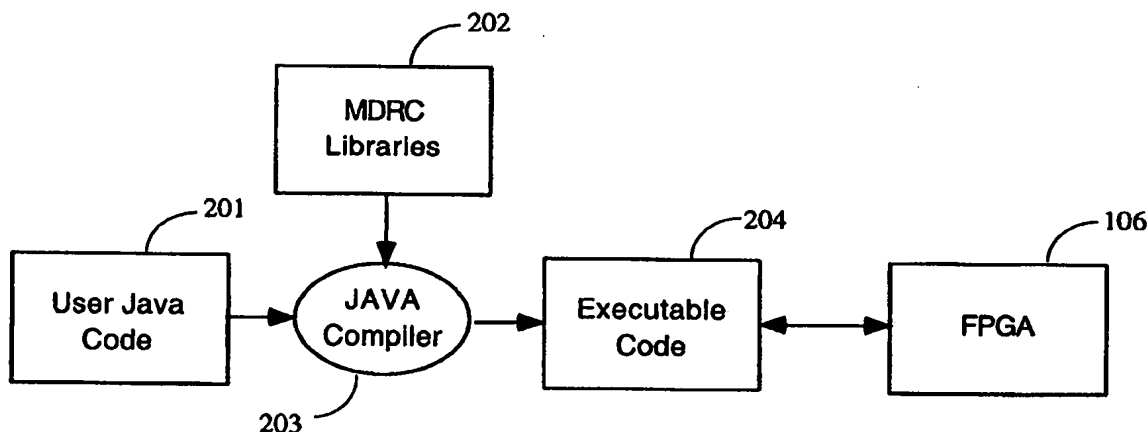 202
MDRC
Libraries
201
204
106
User Java
Code
JAVA
Compiler
Executable
Code
FPGA
203